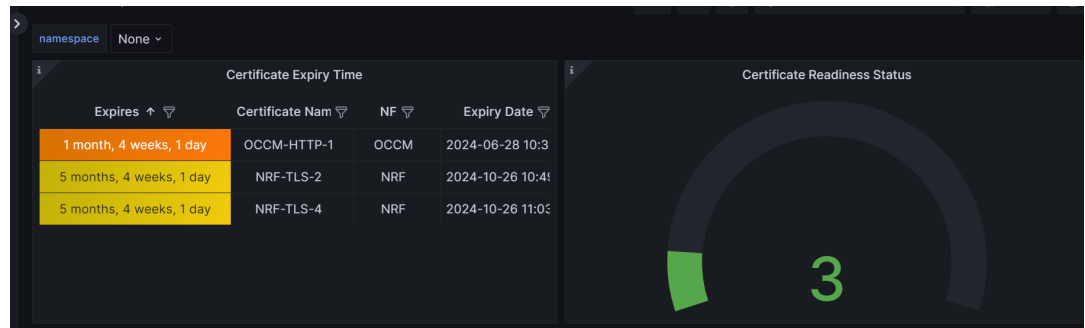 namespace None
i
Certificate Expiry Time
Expires ↑ Certificate Nam NF Expiry Date
1 month, 4 weeks, 1 day OCCM-HTTP-1 OCCM 2024-06-28 10:3
5 months, 4 weeks, 1 day NRF-TLS-2 NRF 2024-10-26 10:49
5 months, 4 weeks, 1 day NRF-TLS-4 NRF 2024-10-26 11:03
i
Certificate Readiness Status
3